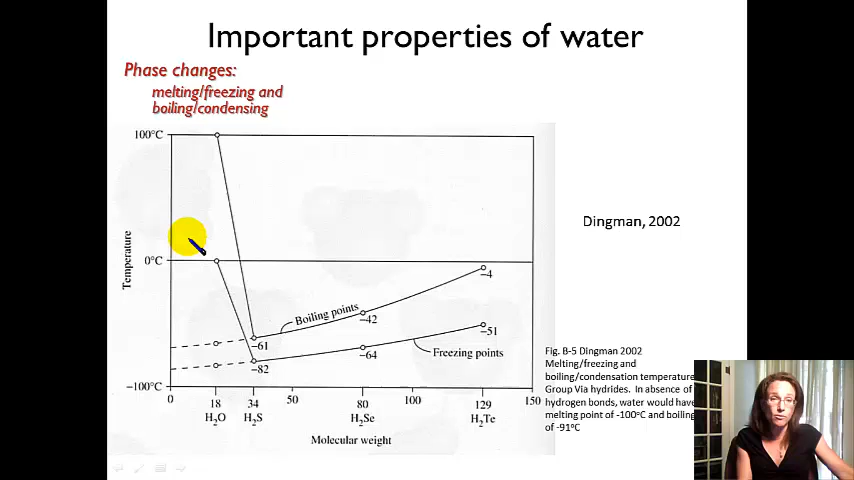 Important properties of water
Phase changes:
melting/freezing and
boiling/condensing
100°C
0°C
−100°C
Temperature
Boiling points
Freezing points
−61
−42
−4
−82
−64
−51
0
18
34
50
80
100
129
150
H₂O
H₂S
H₂Se
H₂Te
Molecular weight
Dingman, 2002
Fig. B-5 Dingman 2002
Melting/freezing and
boiling/condensation temperature
Group VIa hydrides. In absence of
hydrogen bonds, water would have
melting point of -100°C and boiling
of -91°C